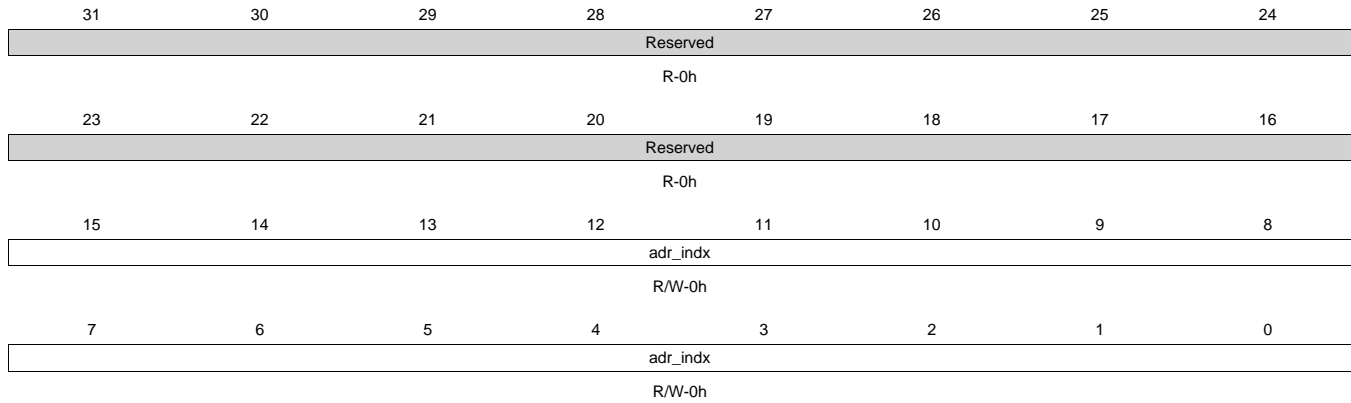 31 30 29 28 27 26 25 24
Reserved
R-0h
23 22 21 20 19 18 17 16
Reserved
R-0h
15 14 13 12 11 10 9 8
adr_indx
R/W-0h
7 6 5 4 3 2 1 0
adr_indx
R/W-0h